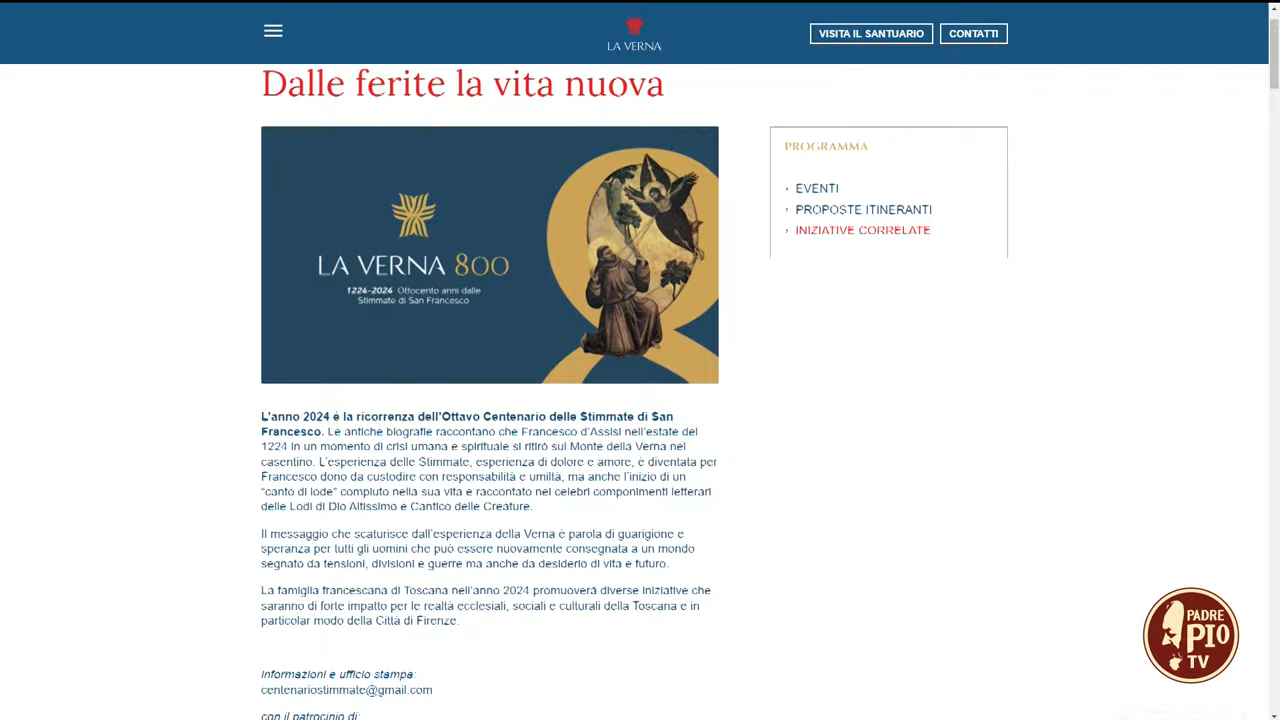 LA VERNA
VISITA IL SANTUARIO
CONTATTI
Dalle ferite la vita nuova
LA VERNA 800
1224-2024 Ottocento anni dalle
Stimmate di San Francesco
PROGRAMMA
EVENTI
PROPOSTE ITINERANTI
INIZIATIVE CORRELATE
L'anno 2024 è la ricorrenza dell'Ottavo Centenario delle Stimmate di San
Francesco. Le antiche biografie raccontano che Francesco d'Assisi nell'estate del
1224 in un momento di crisi umana e spirituale si ritirò sul Monte della Verna nel
casentino. L'esperienza delle Stimmate, esperienza di dolore e amore, è diventata per
Francesco dono da custodire con responsabilità e umiltà, ma anche l'inizio di un
"canto di lode" compiuto nella sua vita e raccontato nei celebri componimenti letterari
delle Lodi di Dio Altissimo e Cantico delle Creature.
Il messaggio che scaturisce dall'esperienza della Verna è parola di guarigione e
speranza per tutti gli uomini che può essere nuovamente consegnata a un mondo
segnato da tensioni, divisioni e guerre ma anche da desiderio di vita e futuro.
La famiglia francescana di Toscana nell'anno 2024 promuoverà diverse iniziative che
saranno di forte impatto per le realtà ecclesiali, sociali e culturali della Toscana e in
particolar modo della Città di Firenze.
Informazioni e ufficio stampa:
centenariostimmate@gmail.com
con il patrocinio di:
PADRE
PIO
TV